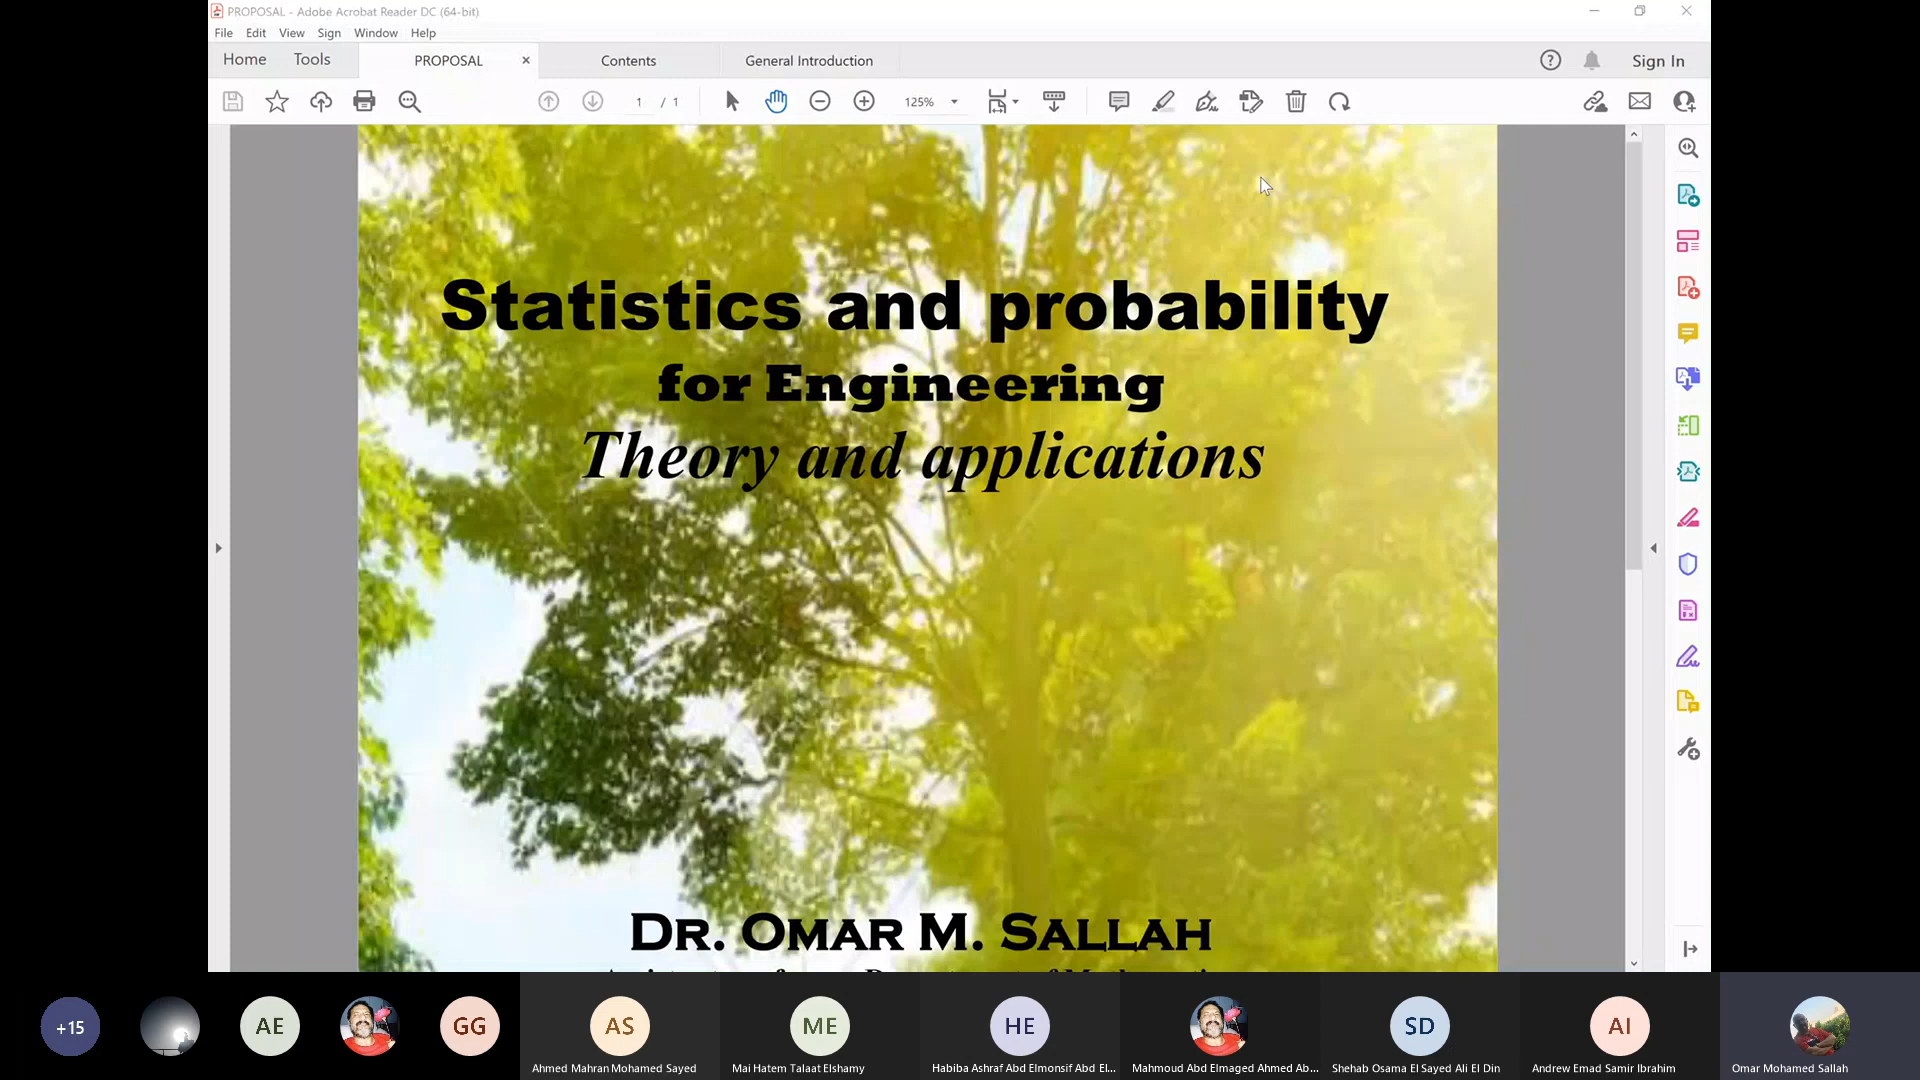 PROPOSAL - Adobe Acrobat Reader DC (64-bit)
File Edit View Sign Window Help
Home Tools PROPOSAL × Contents General Introduction Sign In
1 / 1 125%
Statistics and probability
for Engineering
Theory and applications
DR. OMAR M. SALLAH
+15 AE GG AS ME HE SD AI
Ahmed Mahran Mohamed Sayed Mai Hatem Talaat Elshamy Habiba Ashraf Abd Elmonsif Abd El... Mahmoud Abd Elmaged Ahmed Ab... Shehab Osama El Sayed Ali El Din Andrew Emad Samir Ibrahim Omar Mohamed Sallah